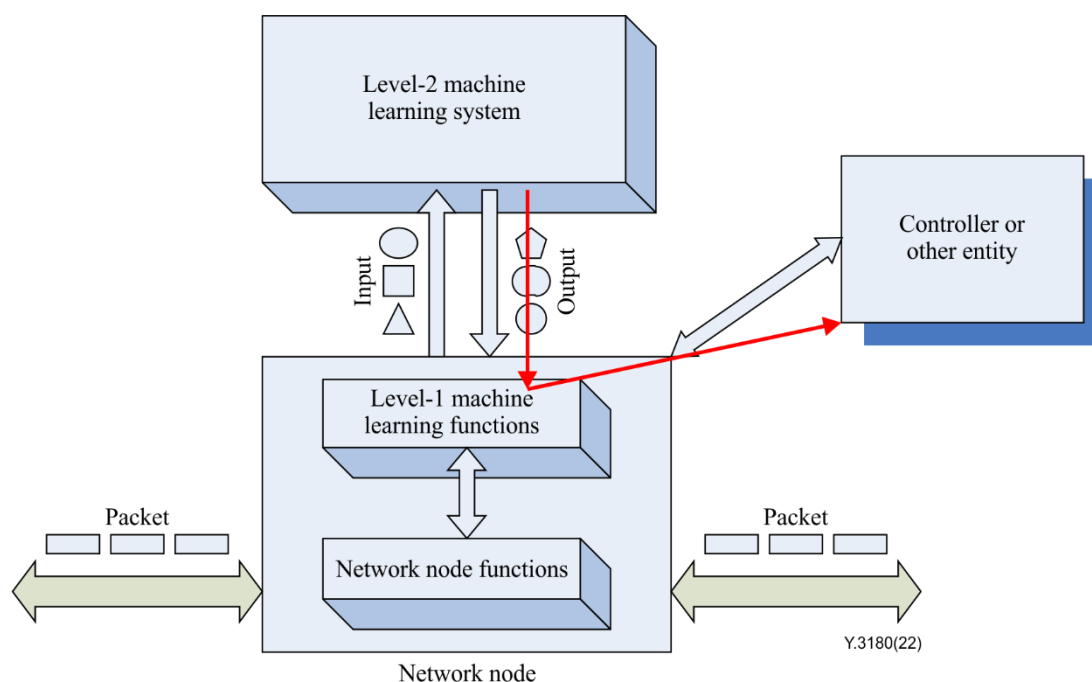 Level-2 machine
learning system
Controller or
other entity
Input
Output
Level-1 machine
learning functions
Packet
Packet
Network node functions
Y.3180(22)
Network node